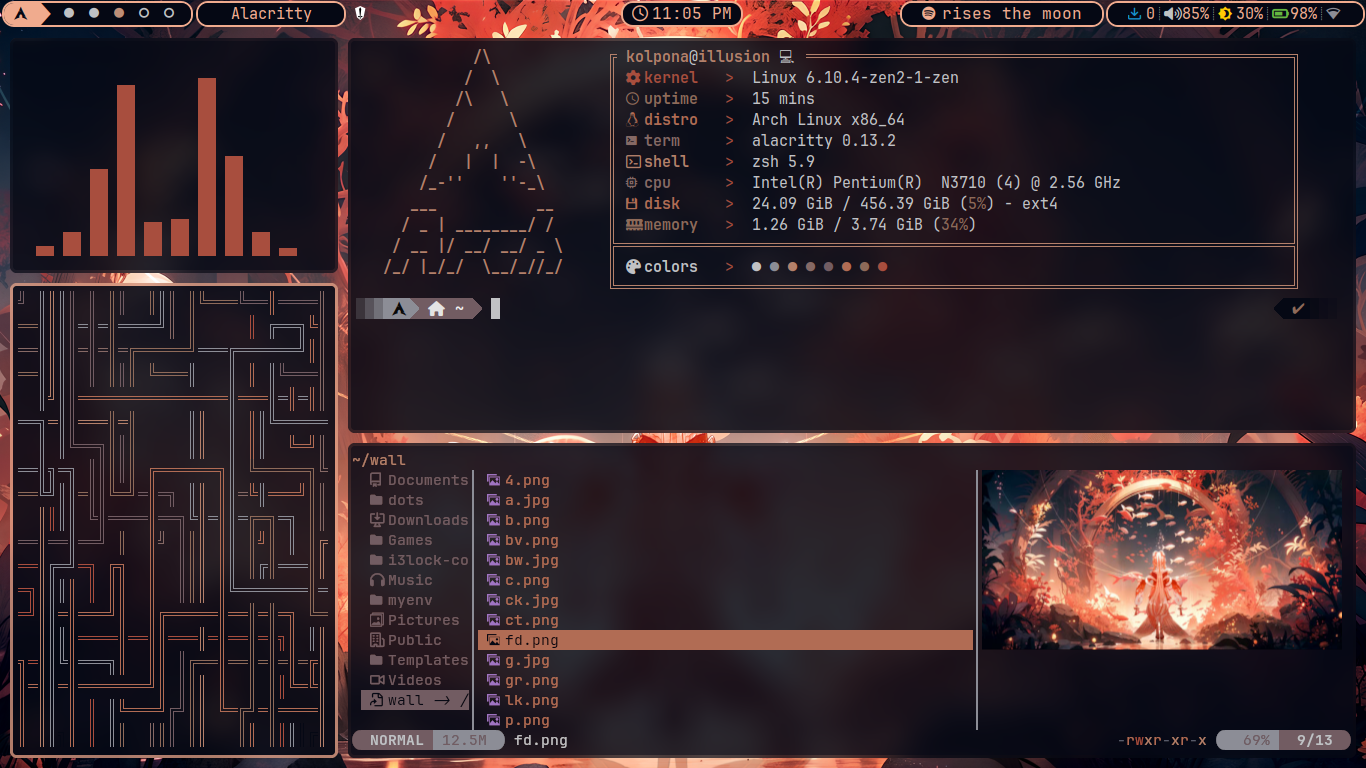 Alacritty
11:05 PM
rises the moon
0 85% 30% 98%
kolpona@illusion
kernel > Linux 6.10.4-zen2-1-zen
uptime > 15 mins
distro > Arch Linux x86_64
term > alacritty 0.13.2
shell > zsh 5.9
cpu > Intel(R) Pentium(R) N3710 (4) @ 2.56 GHz
disk > 24.09 GiB / 456.39 GiB (5%) - ext4
memory > 1.26 GiB / 3.74 GiB (34%)
colors >
~
~/wall
Documents
dots
Downloads
Games
i3lock-co
Music
myenv
Pictures
Public
Templates
Videos
wall -> /
4.png
a.jpg
b.png
bv.png
bw.jpg
c.png
ck.jpg
ct.png
fd.png
g.jpg
gr.png
lk.png
p.png
NORMAL 12.5M fd.png
-rwxr-xr-x 69% 9/13